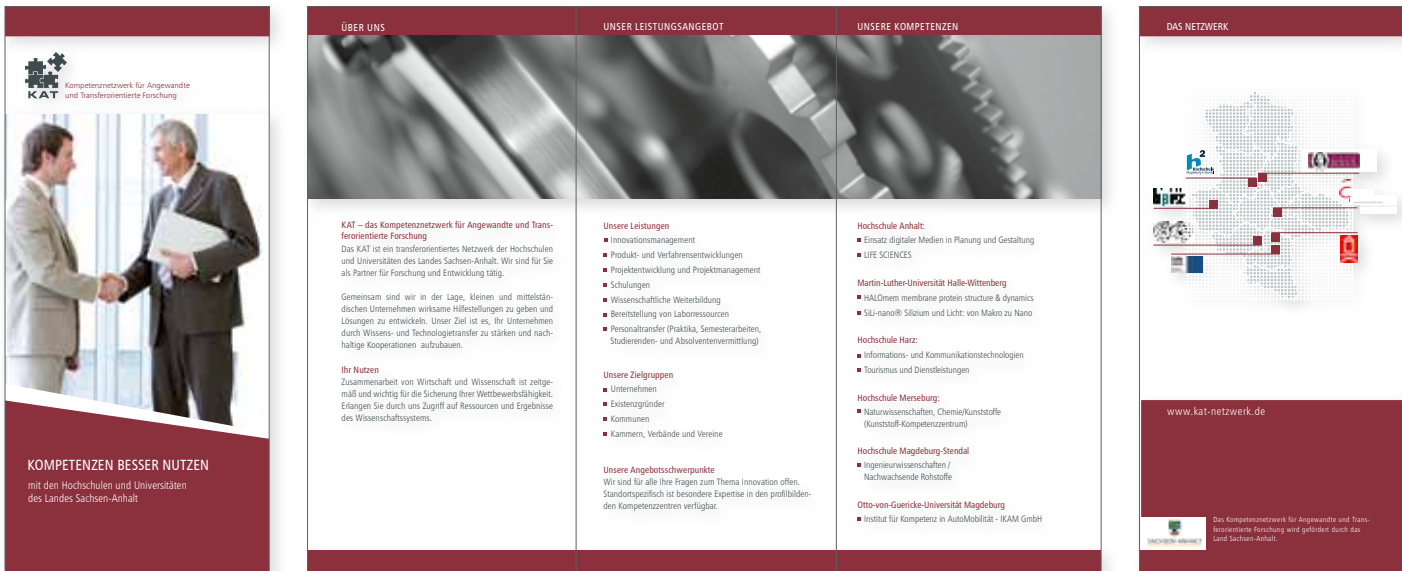 KAT
Kompetenznetzwerk für Angewandte
und Transferorientierte Forschung
KOMPETENZEN BESSER NUTZEN
mit den Hochschulen und Universitäten
des Landes Sachsen-Anhalt
ÜBER UNS
KAT – das Kompetenznetzwerk für Angewandte und Trans-
ferorientierte Forschung
Das KAT ist ein transferorientiertes Netzwerk der Hochschulen
und Universitäten des Landes Sachsen-Anhalt. Wir sind für Sie
als Partner für Forschung und Entwicklung tätig.
Gemeinsam sind wir in der Lage, kleinen und mittelstän-
dischen Unternehmen wirksame Hilfestellungen zu geben und
Lösungen zu entwickeln. Unser Ziel ist es, Ihr Unternehmen
durch Wissens- und Technologietransfer zu stärken und nach-
haltige Kooperationen aufzubauen.
Ihr Nutzen
Zusammenarbeit von Wirtschaft und Wissenschaft ist zeitge-
mäß und wichtig für die Sicherung Ihrer Wettbewerbsfähigkeit.
Erlangen Sie durch uns Zugriff auf Ressourcen und Ergebnisse
des Wissenschaftssystems.
UNSER LEISTUNGSANGEBOT
Unsere Leistungen
Innovationsmanagement
Produkt- und Verfahrensentwicklungen
Projektentwicklung und Projektmanagement
Schulungen
Wissenschaftliche Weiterbildung
Bereitstellung von Laborressourcen
Personaltransfer (Praktika, Semesterarbeiten,
Studierenden- und Absolventenvermittlung)
Unsere Zielgruppen
Unternehmen
Existenzgründer
Kommunen
Kammern, Verbände und Vereine
Unsere Angebotsschwerpunkte
Wir sind für alle Ihre Fragen zum Thema Innovation offen.
Standortspezifisch ist besondere Expertise in den profilbilden-
den Kompetenzzentren verfügbar.
UNSERE KOMPETENZEN
Hochschule Anhalt:
Einsatz digitaler Medien in Planung und Gestaltung
LIFE SCIENCES
Martin-Luther-Universität Halle-Wittenberg
HALOmem membrane protein structure & dynamics
SiLi-nano® Silizium und Licht: von Makro zu Nano
Hochschule Harz:
Informations- und Kommunikationstechnologien
Tourismus und Dienstleistungen
Hochschule Merseburg:
Naturwissenschaften, Chemie/Kunststoffe
(Kunststoff-Kompetenzzentrum)
Hochschule Magdeburg-Stendal
Ingenieurwissenschaften /
Nachwachsende Rohstoffe
Otto-von-Guericke-Universität Magdeburg
Institut für Kompetenz in AutoMobilität - IKAM GmbH
DAS NETZWERK
h2
Hochschule
www.kat-netzwerk.de
SACHSEN-ANHALT
Das Kompetenznetzwerk für Angewandte und Trans-
ferorientierte Forschung wird gefördert durch das
Land Sachsen-Anhalt.